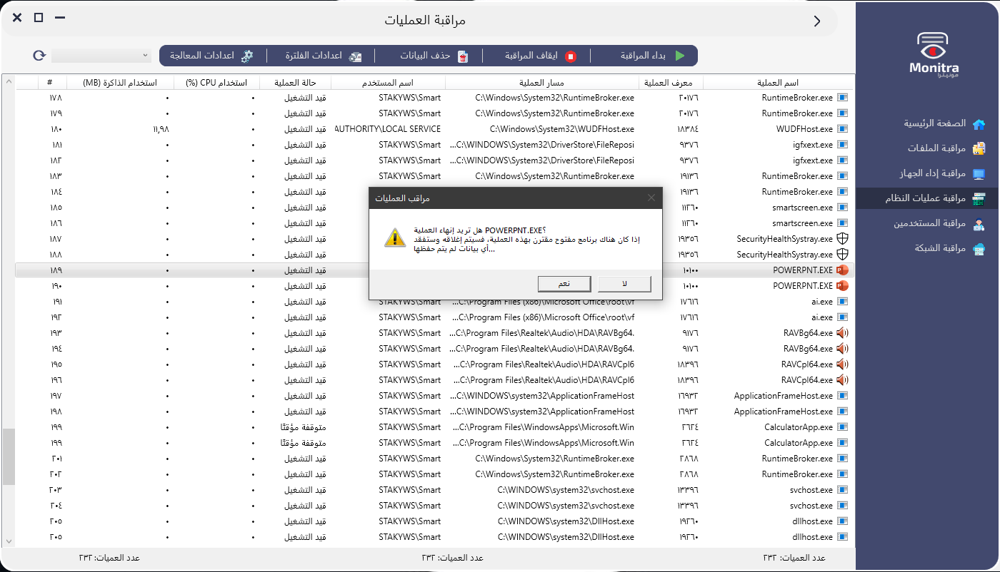 مراقبة العمليات
بداء المراقبة
ايقاف المراقبة
حذف البيانات
اعدادات الفلترة
اعدادات المعالجة
Monitra
مونيترا
الصفحة الرئيسية
مراقبة الملفات
مراقبة إداء الجهاز
مراقبة عمليات النظام
مراقبة المستخدمين
مراقبة الشبكة
اسم العملية معرف العملية مسار العملية اسم المستخدم حالة العملية استخدام CPU (%) استخدام الذاكرة (MB) #
RuntimeBroker.exe ٢٠١٧٦ C:\Windows\System32\RuntimeBroker.exe STAKYWS\Smart قيد التشغيل ٠ ٠ ١٧٨
RuntimeBroker.exe ٢٠١٧٦ C:\Windows\System32\RuntimeBroker.exe STAKYWS\Smart قيد التشغيل ٠ ٠ ١٧٩
WUDFHost.exe ١٨٣٨٤ C:\Windows\System32\WUDFHost.exe AUTHORITY\LOCAL SERVICE قيد التشغيل ٠ ١١,٩٨ ١٨٠
igfxext.exe ٩٣٧٦ ...C:\WINDOWS\System32\DriverStore\FileReposi STAKYWS\Smart قيد التشغيل ٠ ٠ ١٨١
igfxext.exe ٩٣٧٦ ...C:\WINDOWS\System32\DriverStore\FileReposi STAKYWS\Smart قيد التشغيل ٠ ٠ ١٨٢
RuntimeBroker.exe ١٩١٣٦ C:\Windows\System32\RuntimeBroker.exe STAKYWS\Smart قيد التشغيل ٠ ٠ ١٨٣
RuntimeBroker.exe ١٩١٣٦ قيد التشغيل ٠ ٠ ١٨٤
smartscreen.exe ١١٢٦٠ قيد التشغيل ٠ ٠ ١٨٥
smartscreen.exe ١١٢٦٠ قيد التشغيل ٠ ٠ ١٨٦
SecurityHealthSystray.exe ١٩٣٥٦ قيد التشغيل ٠ ٠ ١٨٧
SecurityHealthSystray.exe ١٩٣٥٦ قيد التشغيل ٠ ٠ ١٨٨
POWERPNT.EXE ١٠١٠٠ قيد التشغيل ٠ ٠ ١٨٩
POWERPNT.EXE ١٠١٠٠ قيد التشغيل ٠ ٠ ١٩٠
ai.exe ١٧٦١٦ ...C:\Program Files (x86)\Microsoft Office\root\vf STAKYWS\Smart قيد التشغيل ٠ ٠ ١٩١
ai.exe ١٧٦١٦ ...C:\Program Files (x86)\Microsoft Office\root\vf STAKYWS\Smart قيد التشغيل ٠ ٠ ١٩٢
RAVBg64.exe ٩١٧٦ ...C:\Program Files\Realtek\Audio\HDA\RAVBg64. STAKYWS\Smart قيد التشغيل ٠ ٠ ١٩٣
RAVBg64.exe ٩١٧٦ ...C:\Program Files\Realtek\Audio\HDA\RAVBg64. STAKYWS\Smart قيد التشغيل ٠ ٠ ١٩٤
RAVCpl64.exe ١٨٣٩٦ ...C:\Program Files\Realtek\Audio\HDA\RAVCpl6 STAKYWS\Smart قيد التشغيل ٠ ٠ ١٩٥
RAVCpl64.exe ١٨٣٩٦ ...C:\Program Files\Realtek\Audio\HDA\RAVCpl6 STAKYWS\Smart قيد التشغيل ٠ ٠ ١٩٦
ApplicationFrameHost.exe ١٦٩٣٢ ...C:\WINDOWS\system32\ApplicationFrameHost STAKYWS\Smart قيد التشغيل ٠ ٠ ١٩٧
ApplicationFrameHost.exe ١٦٩٣٢ ...C:\WINDOWS\system32\ApplicationFrameHost STAKYWS\Smart قيد التشغيل ٠ ٠ ١٩٨
CalculatorApp.exe ٢٦٢٤ ...C:\Program Files\WindowsApps\Microsoft.Win STAKYWS\Smart متوقفة مؤقتًا ٠ ٠ ١٩٩
CalculatorApp.exe ٢٦٢٤ ...C:\Program Files\WindowsApps\Microsoft.Win STAKYWS\Smart متوقفة مؤقتًا ٠ ٠ ١٩٩
RuntimeBroker.exe ٢٨٦٨ C:\Windows\System32\RuntimeBroker.exe STAKYWS\Smart قيد التشغيل ٠ ٠ ٢٠١
RuntimeBroker.exe ٢٨٦٨ C:\Windows\System32\RuntimeBroker.exe STAKYWS\Smart قيد التشغيل ٠ ٠ ٢٠٢
svchost.exe ١٣٣٩٦ C:\WINDOWS\system32\svchost.exe STAKYWS\Smart قيد التشغيل ٠ ٠ ٢٠٣
svchost.exe ١٣٣٩٦ C:\WINDOWS\system32\svchost.exe STAKYWS\Smart قيد التشغيل ٠ ٠ ٢٠٤
dllhost.exe ١٩٢٦٠ C:\WINDOWS\system32\DllHost.exe STAKYWS\Smart قيد التشغيل ٠ ٠ ٢٠٥
dllhost.exe ١٩٢٦٠ C:\WINDOWS\system32\DllHost.exe STAKYWS\Smart قيد التشغيل ٠ ٠ ٢٠٥
مراقب العمليات
هل تريد إنهاء العملية POWERPNT.EXE؟
إذا كان هناك برنامج مفتوح مقترن بهذه العملية، فسيتم إغلاقه وستفقد
أي بيانات لم يتم حفظها...
لا
نعم
عدد العميات: ٢٣٢ عدد العميات: ٢٣٢ عدد العميات: ٢٣٢